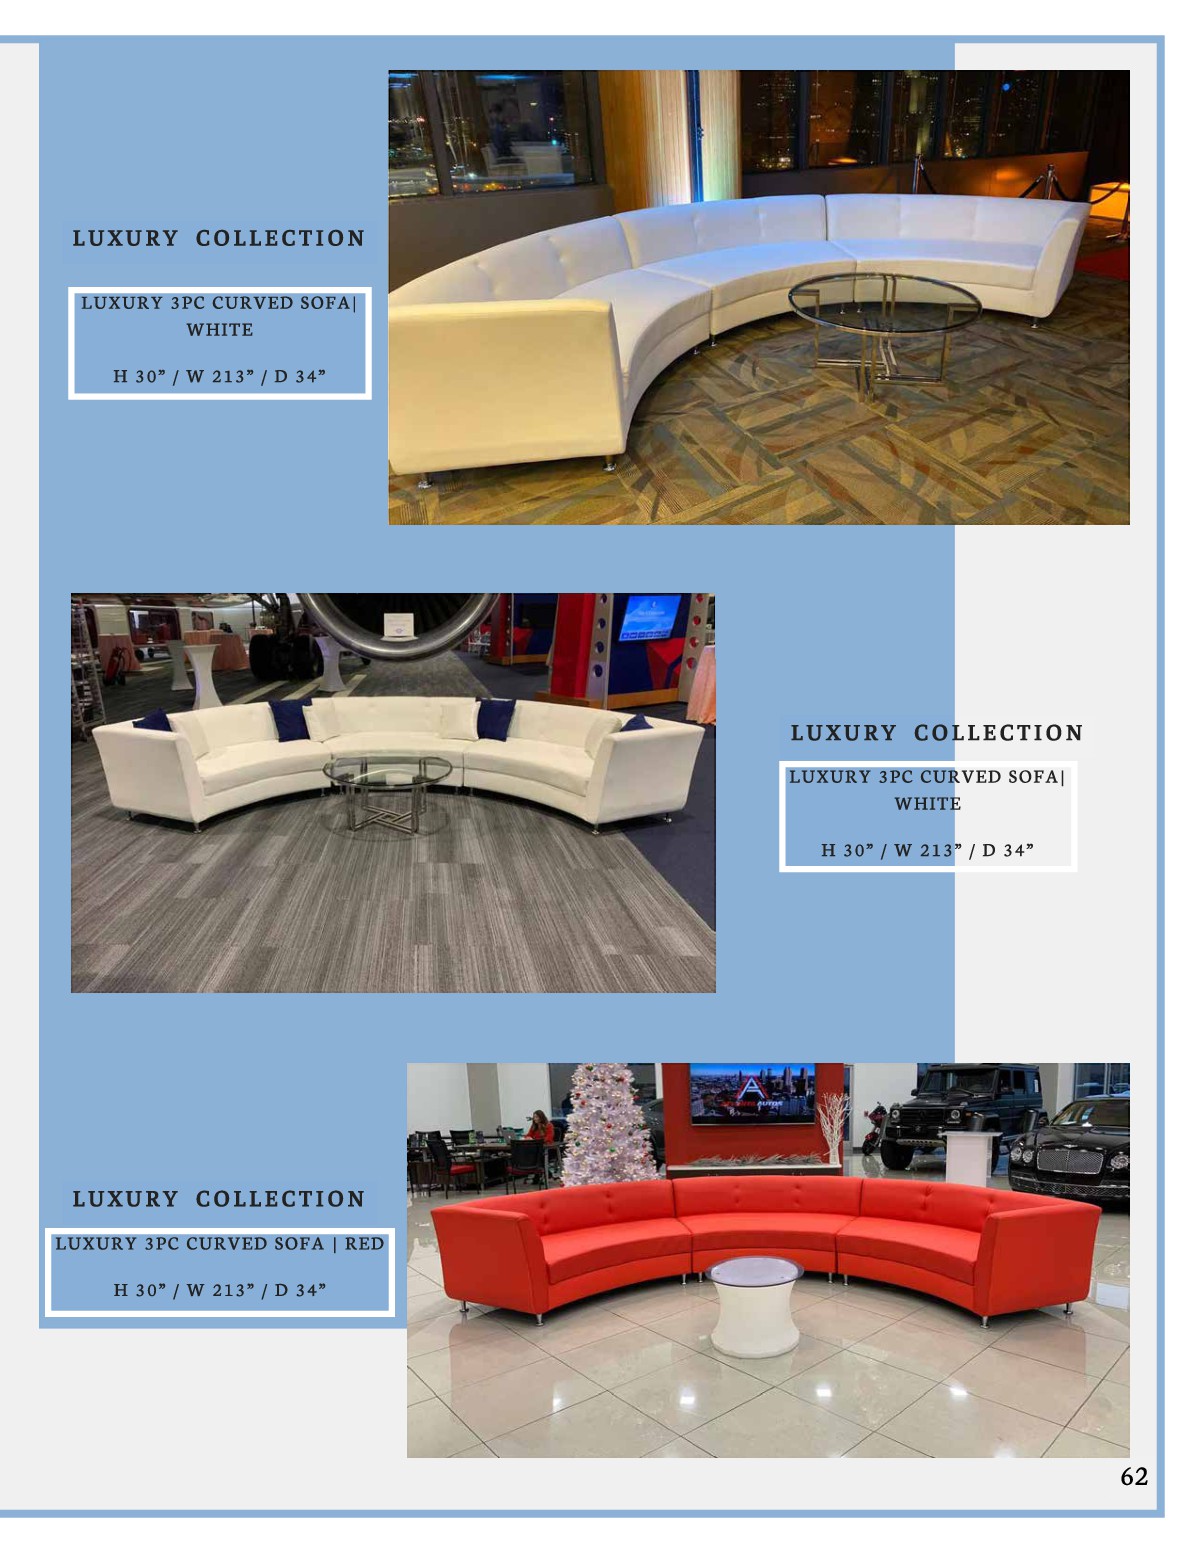 LUXURY COLLECTION
LUXURY 3PC CURVED SOFA|
WHITE
H 30” / W 213” / D 34”
LUXURY COLLECTION
LUXURY 3PC CURVED SOFA|
WHITE
H 30” / W 213” / D 34”
LUXURY COLLECTION
LUXURY 3PC CURVED SOFA | RED
H 30” / W 213” / D 34”
62